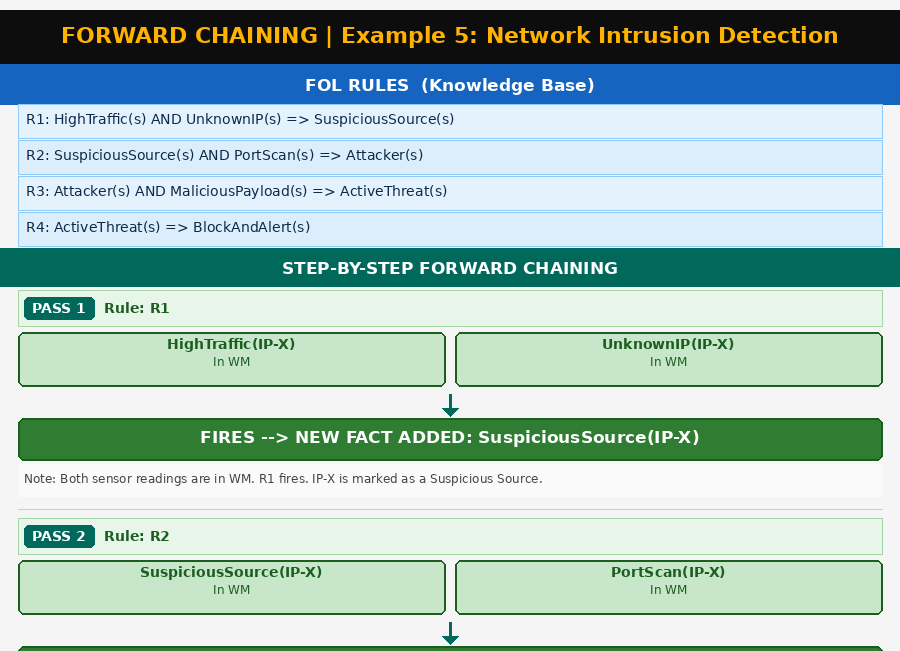 FORWARD CHAINING | Example 5: Network Intrusion Detection
FOL RULES  (Knowledge Base)
R1: HighTraffic(s) AND UnknownIP(s) => SuspiciousSource(s)
R2: SuspiciousSource(s) AND PortScan(s) => Attacker(s)
R3: Attacker(s) AND MaliciousPayload(s) => ActiveThreat(s)
R4: ActiveThreat(s) => BlockAndAlert(s)
STEP-BY-STEP FORWARD CHAINING
PASS 1 Rule: R1
HighTraffic(IP-X) UnknownIP(IP-X)
In WM In WM
FIRES --> NEW FACT ADDED: SuspiciousSource(IP-X)
Note: Both sensor readings are in WM. R1 fires. IP-X is marked as a Suspicious Source.
PASS 2 Rule: R2
SuspiciousSource(IP-X) PortScan(IP-X)
In WM In WM